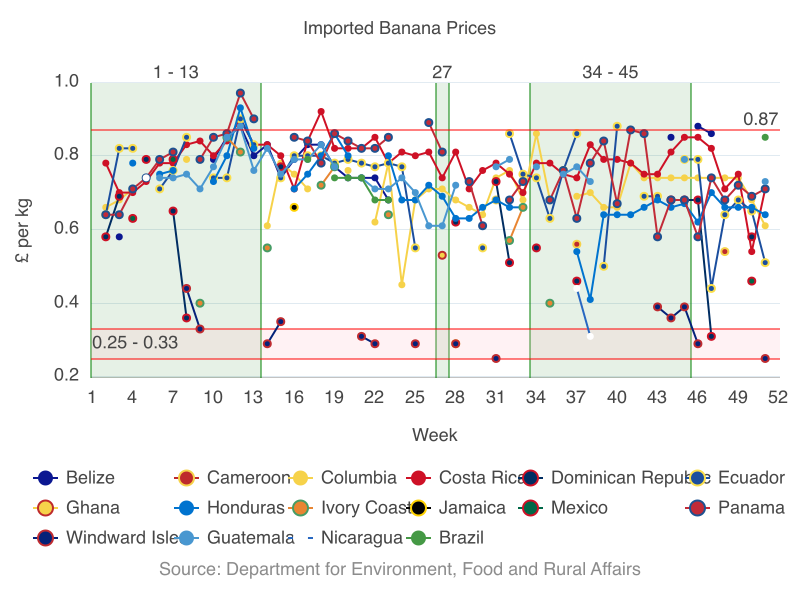 Imported Banana Prices
1 - 13 27 34 - 45
1.0
0.87
0.8
0.6
0.4
0.25 - 0.33
0.2
£ per kg
1 4 7 10 13 16 19 22 25 28 31 34 37 40 43 46 49 52
Week
Belize Cameroon Columbia Costa Rica Dominican Republic Ecuador
Ghana Honduras Ivory Coast Jamaica Mexico Panama
Windward Isles Guatemala Nicaragua Brazil
Source: Department for Environment, Food and Rural Affairs